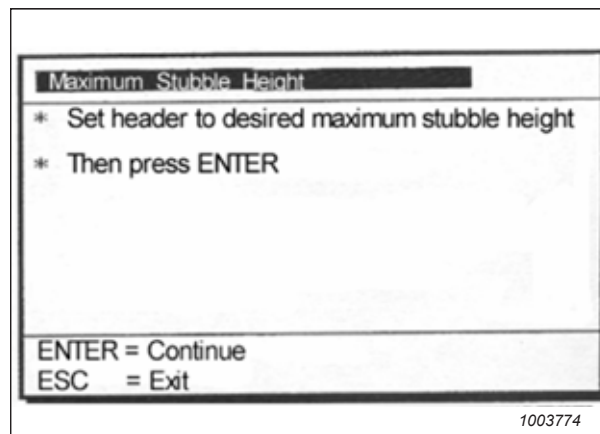 Maximum Stubble Height
* Set header to desired maximum stubble height
* Then press ENTER
ENTER = Continue
ESC = Exit
1003774